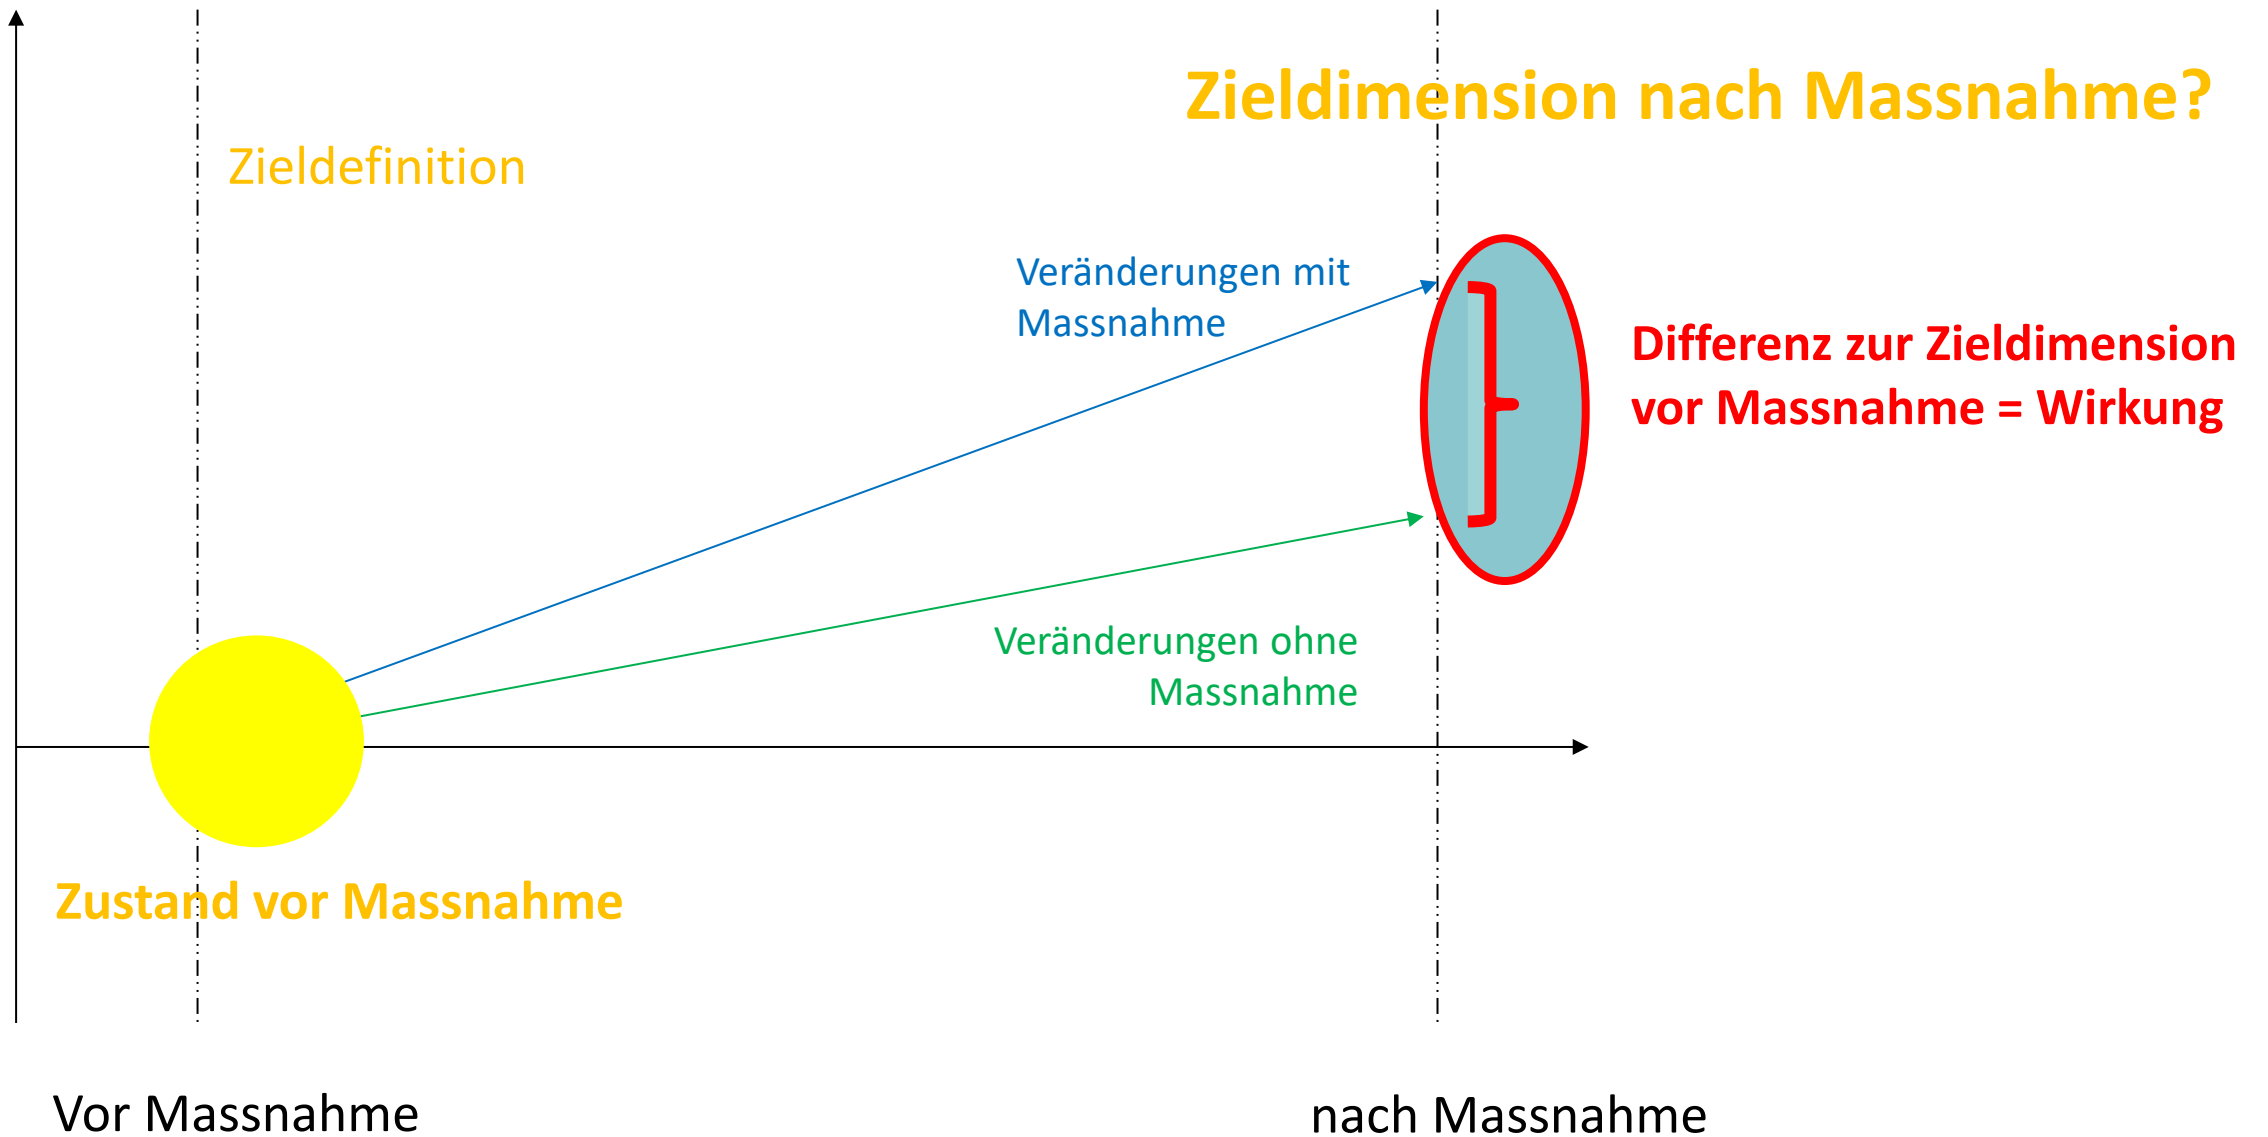 Zieldimension nach Massnahme?
Zieldefinition
Veränderungen mit
Massnahme
Differenz zur Zieldimension
vor Massnahme = Wirkung
Veränderungen ohne
Massnahme
Zustand vor Massnahme
Vor Massnahme
nach Massnahme